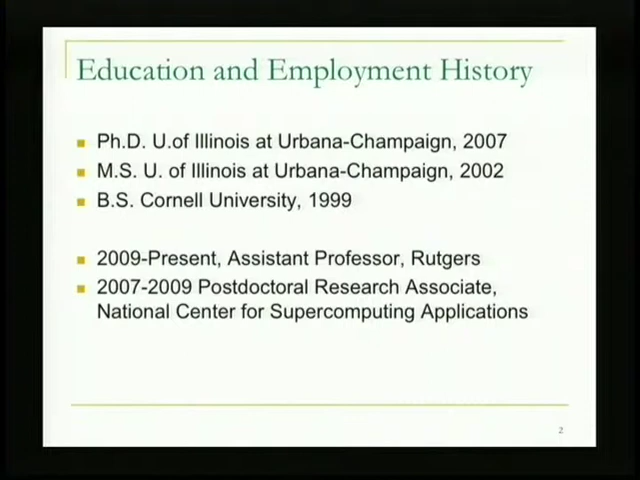 Education and Employment History
Ph.D. U.of Illinois at Urbana-Champaign, 2007
M.S. U. of Illinois at Urbana-Champaign, 2002
B.S. Cornell University, 1999
2009-Present, Assistant Professor, Rutgers
2007-2009 Postdoctoral Research Associate,
National Center for Supercomputing Applications
2